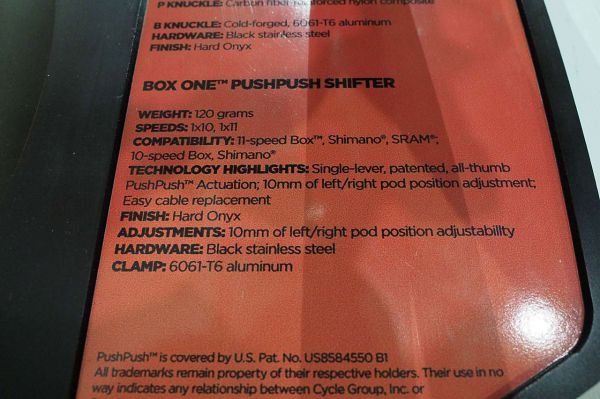 P KNUCKLE: Carbon fiber-reinforced nylon composite
B KNUCKLE: Cold-forged, 6061-T6 aluminum
HARDWARE: Black stainless steel
FINISH: Hard Onyx
BOX ONE™ PUSHPUSH SHIFTER
WEIGHT: 120 grams
SPEEDS: 1x10, 1x11
COMPATIBILITY: 11-speed Box™, Shimano®, SRAM®;
10-speed Box, Shimano®
TECHNOLOGY HIGHLIGHTS: Single-lever, patented, all-thumb
PushPush™ Actuation; 10mm of left/right pod position adjustment;
Easy cable replacement
FINISH: Hard Onyx
ADJUSTMENTS: 10mm of left/right pod position adjustability
HARDWARE: Black stainless steel
CLAMP: 6061-T6 aluminum
PushPush™ is covered by U.S. Pat. No. US8584550 B1
All trademarks remain property of their respective holders. Their use in no
way indicates any relationship between Cycle Group, Inc. or